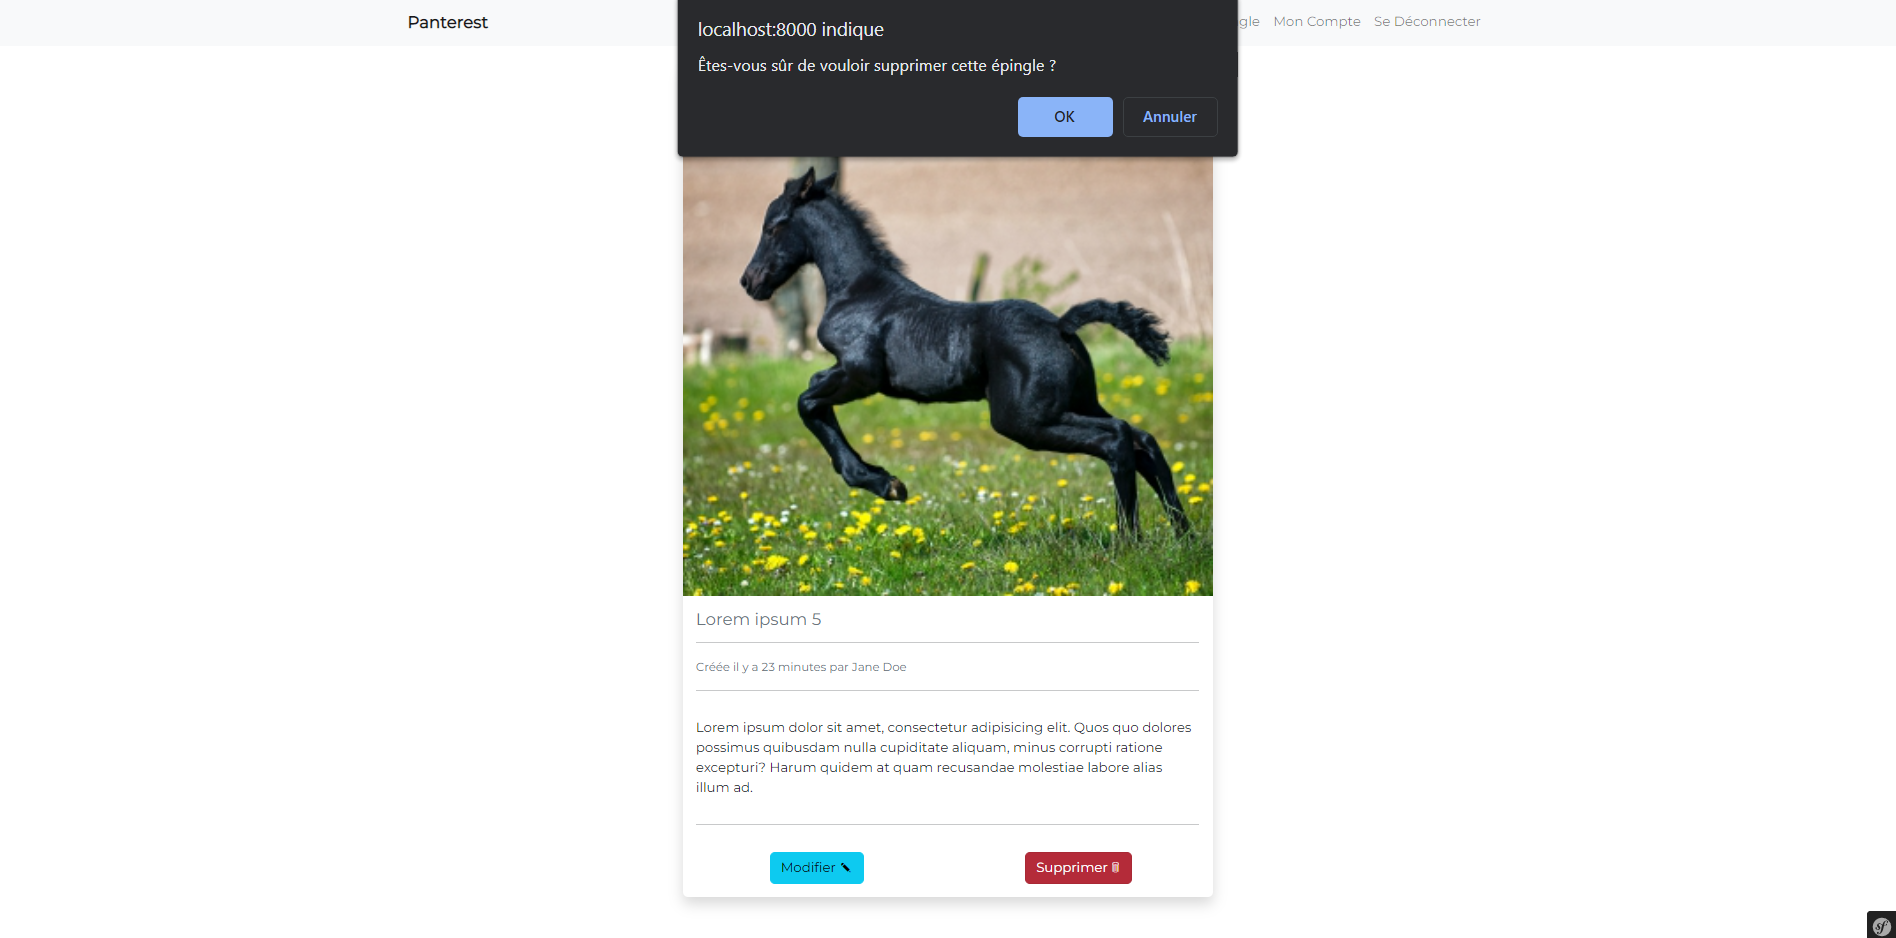 Panterest
gle Mon Compte Se Déconnecter
localhost:8000 indique
Êtes-vous sûr de vouloir supprimer cette épingle ?
OK Annuler
Lorem ipsum 5
Créée il y a 23 minutes par Jane Doe
Lorem ipsum dolor sit amet, consectetur adipisicing elit. Quos quo dolores
possimus quibusdam nulla cupiditate aliquam, minus corrupti ratione
excepturi? Harum quidem at quam recusandae molestiae labore alias
illum ad.
Modifier Supprimer
sf